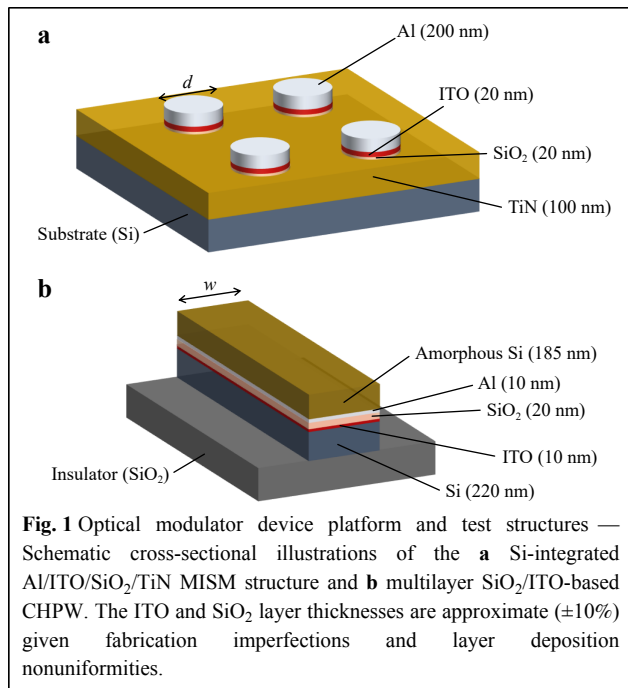 a
d
Al (200 nm)
ITO (20 nm)
SiO₂ (20 nm)
TiN (100 nm)
Substrate (Si)
b
w
Amorphous Si (185 nm)
Al (10 nm)
SiO₂ (20 nm)
ITO (10 nm)
Insulator (SiO₂)
Si (220 nm)
Fig. 1 Optical modulator device platform and test structures —
Schematic cross-sectional illustrations of the a Si-integrated
Al/ITO/SiO₂/TiN MISM structure and b multilayer SiO₂/ITO-based
CHPW. The ITO and SiO₂ layer thicknesses are approximate (±10%)
given fabrication imperfections and layer deposition
nonuniformities.